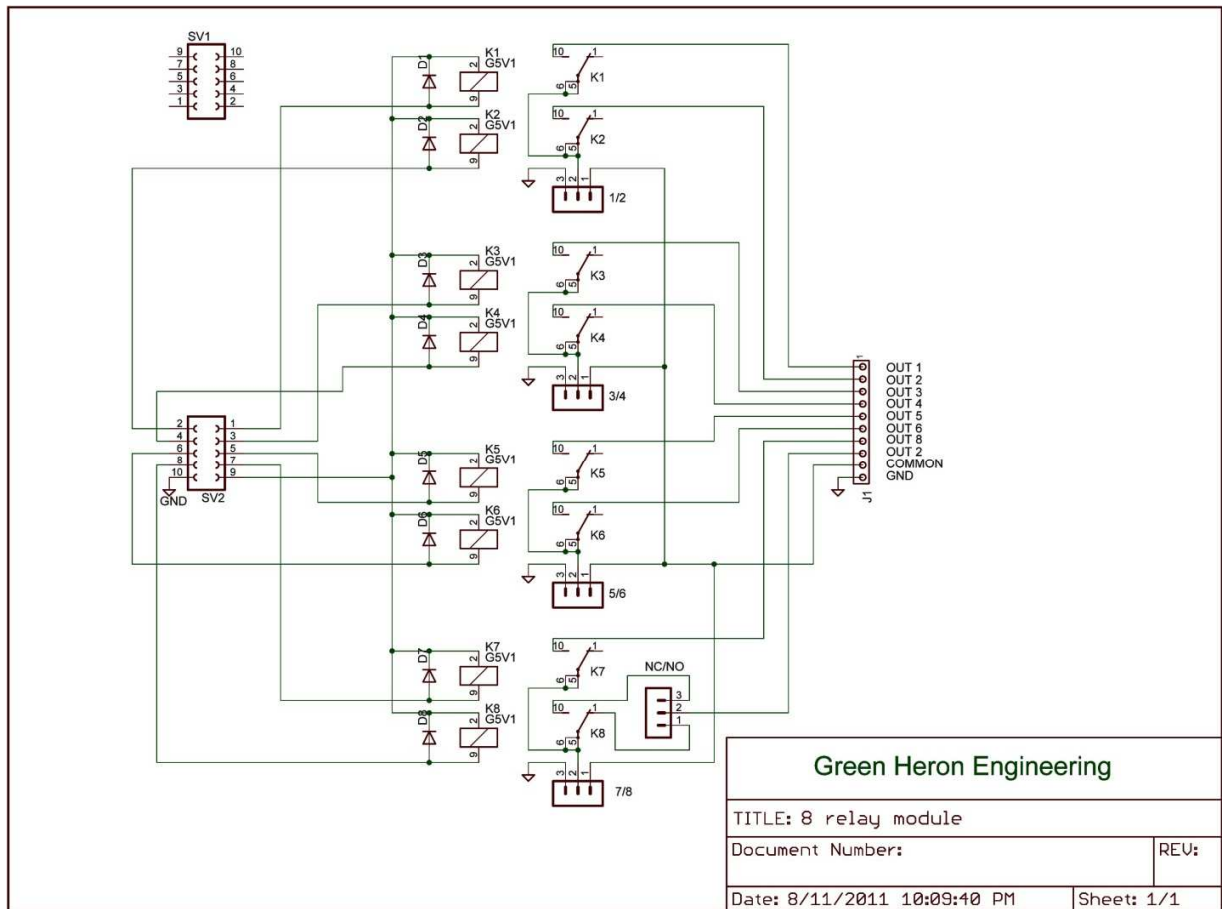 SV1
9 10
7 8
5 6
3 4
1 2
D1
2
9
K1
G5V1
10 1
6 5
K1
D2
2
9
K2
G5V1
10 1
6 5
K2
3 2 1
1/2
D3
2
9
K3
G5V1
10 1
6 5
K3
D4
2
9
K4
G5V1
10 1
6 5
K4
3 2 1
3/4
2 1
4 3
6 5
8 7
10 9
GND
SV2
D5
2
9
K5
G5V1
10 1
6 5
K5
D6
2
9
K6
G5V1
10 1
6 5
K6
3 2 1
5/6
D7
2
9
K7
G5V1
10 1
6 5
K7
D8
2
9
K8
G5V1
10 1
6 5
K8
3 2 1
7/8
NC/NO
3
2
1
1
OUT 1
OUT 2
OUT 3
OUT 4
OUT 5
OUT 6
OUT 8
OUT 2
COMMON
GND
J1
Green Heron Engineering
TITLE: 8 relay module
Document Number:
REV:
Date: 8/11/2011 10:09:40 PM
Sheet: 1/1